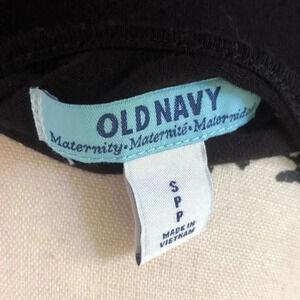 OLD NAVY
Maternity • Maternité • Maternidad
S
P
P
MADE IN
VIETNAM